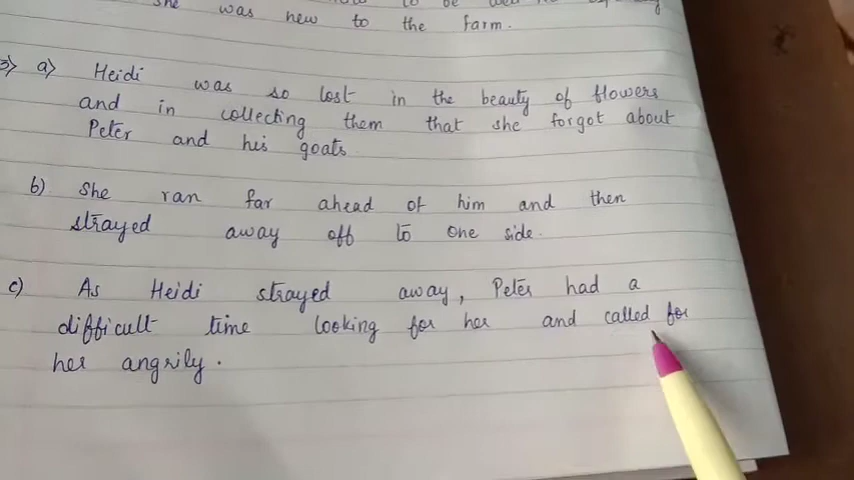 she was new to the farm.
3) a) Heidi was so lost in the beauty of flowers
and in collecting them that she forgot about
Peter and his goats
b) She ran far ahead of him and then
strayed away off to one side.
c) As Heidi strayed away, Peter had a
difficult time looking for her and called for
her angrily.